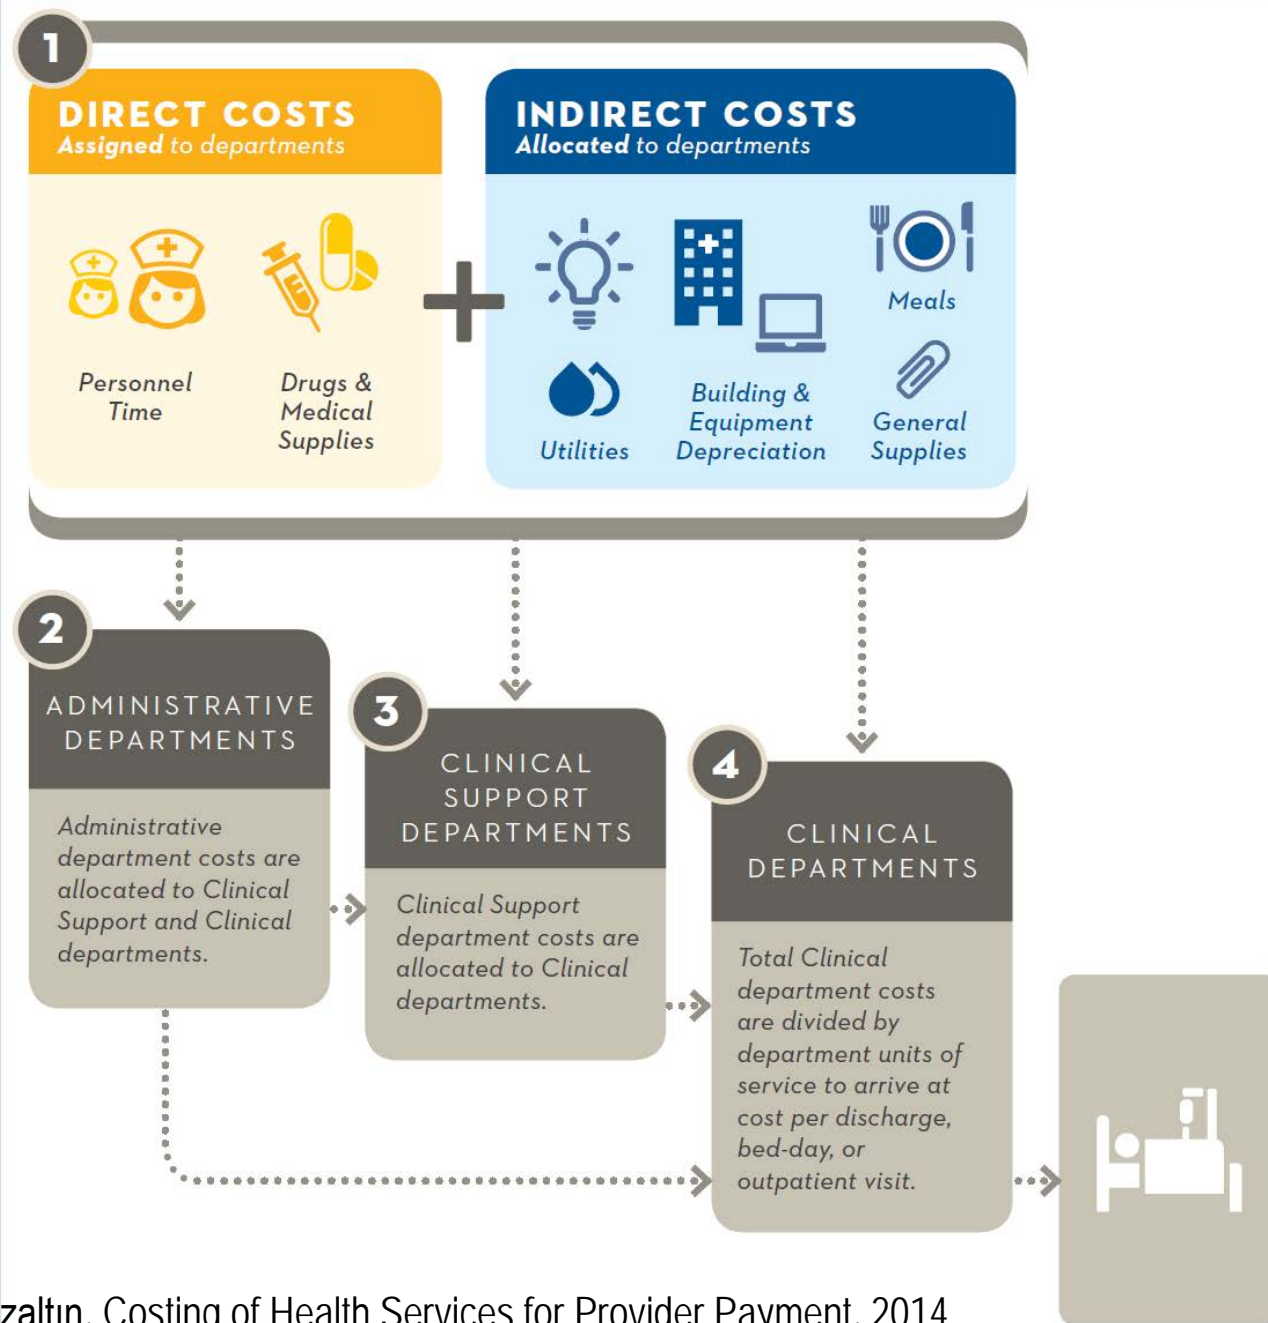 1
DIRECT COSTS
Assigned to departments
Personnel
Time
Drugs &
Medical
Supplies
INDIRECT COSTS
Allocated to departments
Utilities
Building &
Equipment
Depreciation
Meals
General
Supplies
2
ADMINISTRATIVE
DEPARTMENTS
Administrative
department costs are
allocated to Clinical
Support and Clinical
departments.
3
CLINICAL
SUPPORT
DEPARTMENTS
Clinical Support
department costs are
allocated to Clinical
departments.
4
CLINICAL
DEPARTMENTS
Total Clinical
department costs
are divided by
department units of
service to arrive at
cost per discharge,
bed-day, or
outpatient visit.
zaltın, Costing of Health Services for Provider Payment, 2014